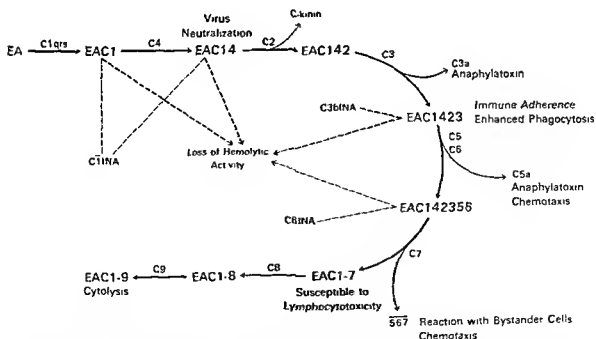 Virus
Neutralization
C-kinin
EA
C1qrs
EAC1
C4
EAC14
C2
EAC142
C3
C3a
Anaphylatoxin
C3bINA
EAC1423
Immune Adherence
Enhanced Phagocytosis
C1INA
Loss of Hemolytic
Activity
C5
C6
C5a
Anaphylatoxin
Chemotaxis
C6INA
EAC142356
C7
EAC1-9
C9
EAC1-8
C8
EAC1-7
Cytolysis
Susceptible to
Lymphocytotoxicity
567
Reaction with Bystander Cells
Chemotaxis